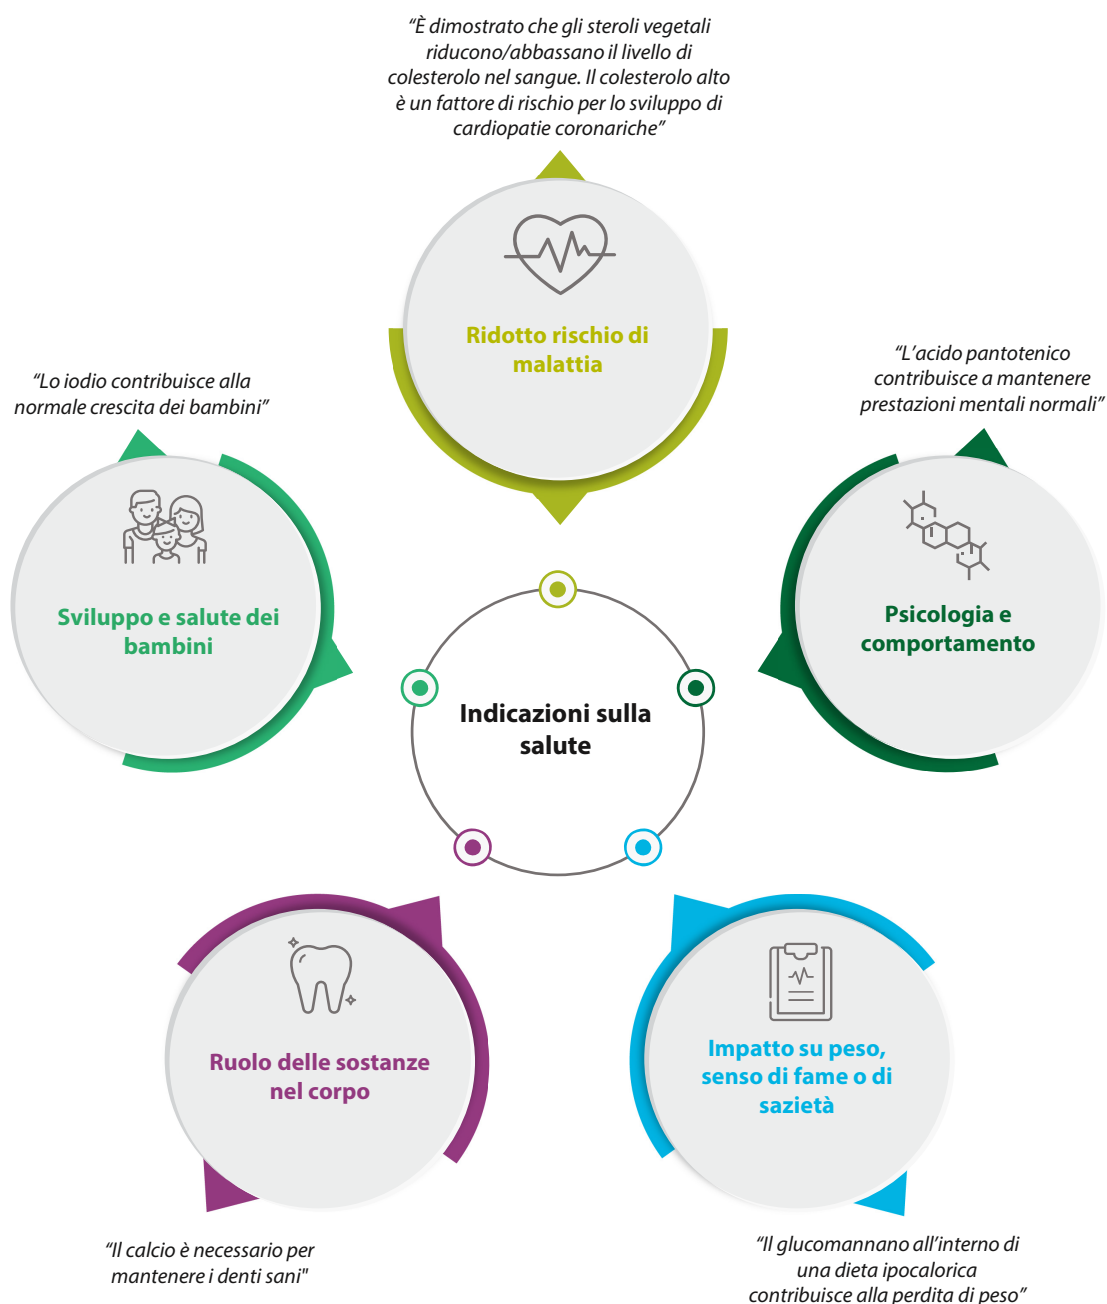 “È dimostrato che gli steroli vegetali
riducono/abbassano il livello di
colesterolo nel sangue. Il colesterolo alto
è un fattore di rischio per lo sviluppo di
cardiopatie coronariche”
Ridotto rischio di
malattia
“Lo iodio contribuisce alla
normale crescita dei bambini”
Sviluppo e salute dei
bambini
“L’acido pantotenico
contribuisce a mantenere
prestazioni mentali normali”
Psicologia e
comportamento
Indicazioni sulla
salute
Ruolo delle sostanze
nel corpo
“Il calcio è necessario per
mantenere i denti sani"
Impatto su peso,
senso di fame o di
sazietà
“Il glucomannano all’interno di
una dieta ipocalorica
contribuisce alla perdita di peso”